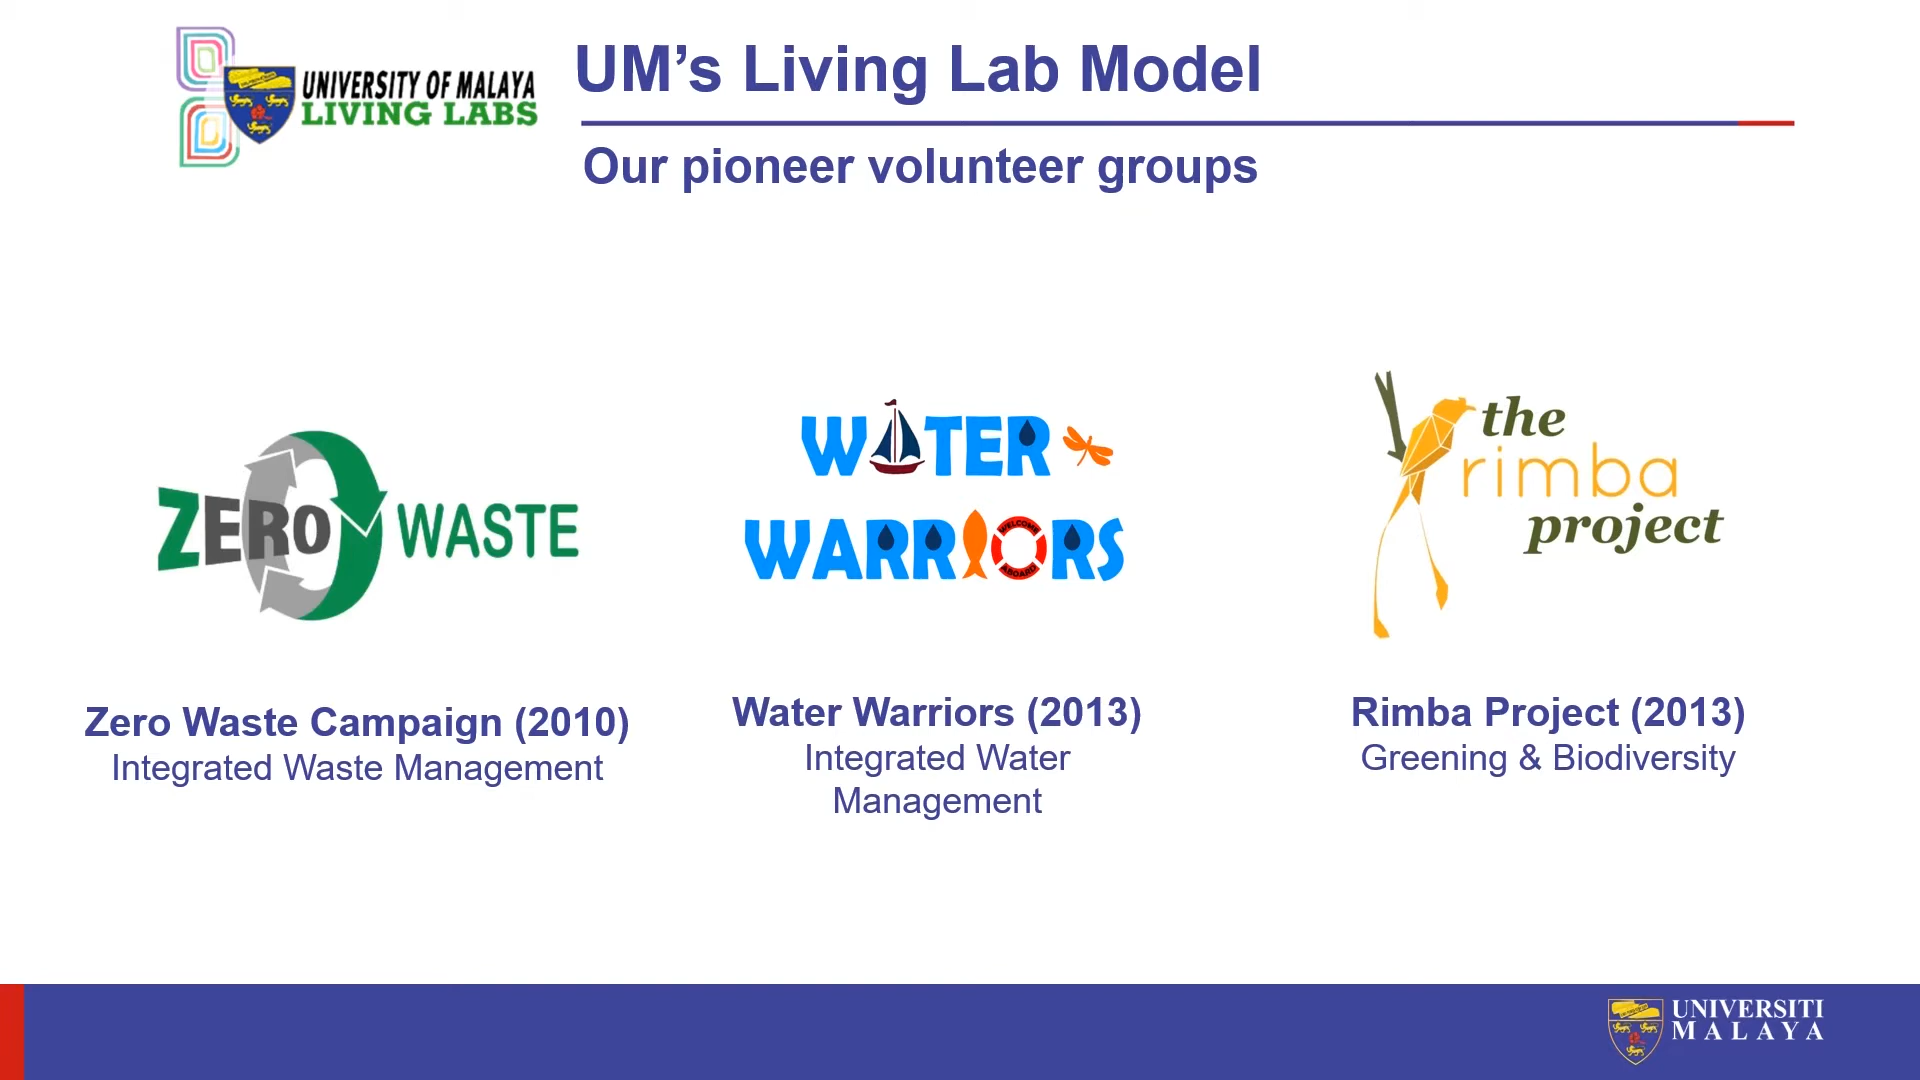 UNIVERSITY OF MALAYA
LIVING LABS
UM’s Living Lab Model
Our pioneer volunteer groups
ZERO WASTE
WATER
WARRIORS
WELCOME
ABOARD
the
rimba
project
Zero Waste Campaign (2010)
Integrated Waste Management
Water Warriors (2013)
Integrated Water
Management
Rimba Project (2013)
Greening & Biodiversity
UNIVERSITI
MALAYA